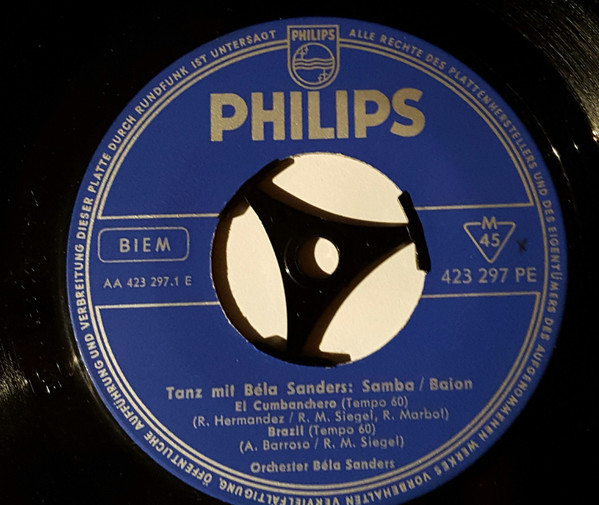 ALLE RECHTE DES PLATTENHERSTELLERS UND DES EIGENTÜMERS DES AUFGENOMMENEN WERKES VORBEHALTEN VERVIELFÄLTIGUNG, ÖFFENTLICHE AUFFÜHRUNG UND VERBREITUNG DIESER PLATTE DURCH RUNDFUNK IST UNTERSAGT
PHILIPS
PHILIPS
BIEM
M
45
AA 423 297.1 E
423 297 PE
Tanz mit Béla Sanders: Samba / Baion
El Cumbanchero (Tempo 60)
(R. Hermandez / R. M. Siegel, R. Marbot)
Brazil (Tempo 60)
(A. Barroso / R. M. Siegel)
Orchester Béla Sanders